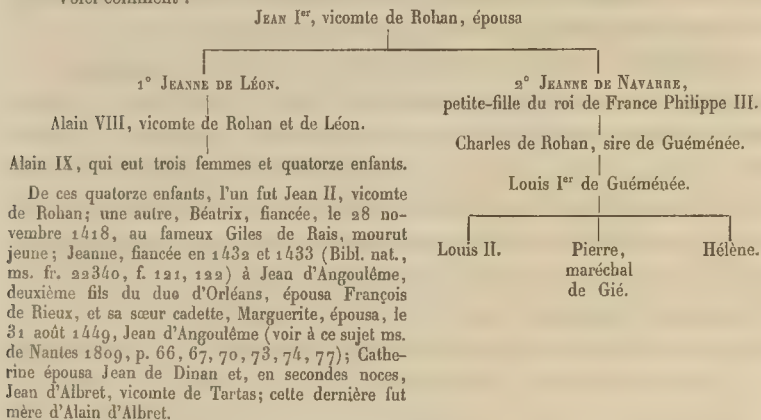 Voici comment :
JEAN Ier, vicomte de Rohan, épousa
1° JEANNE DE LÉON.
Alain VIII, vicomte de Rohan et de Léon.
Alain IX, qui eut trois femmes et quatorze enfants.
De ces quatorze enfants, l'un fut Jean II, vicomte
de Rohan; une autre, Béatrix, fiancée, le 28 no-
vembre 1418, au fameux Giles de Rais, mourut
jeune; Jeanne, fiancée en 1432 et 1433 (Bibl. nat.,
ms. fr. 22340, f. 121, 122) à Jean d'Angoulême,
deuxième fils du duc d'Orléans, épousa François
de Rieux, et sa sœur cadette, Marguerite, épousa, le
31 août 1449, Jean d'Angoulême (voir à ce sujet ms.
de Nantes 1809, p. 66, 67, 70, 73, 74, 77); Cathe-
rine épousa Jean de Dinan et, en secondes noces,
Jean d'Albret, vicomte de Tartas; cette dernière fut
mère d'Alain d'Albret.
2° JEANNE DE NAVARRE,
petite-fille du roi de France Philippe III.
Charles de Rohan, sire de Guéménée.
Louis Ier de Guéménée.
Louis II.
Pierre,
maréchal
de Gié.
Hélène.